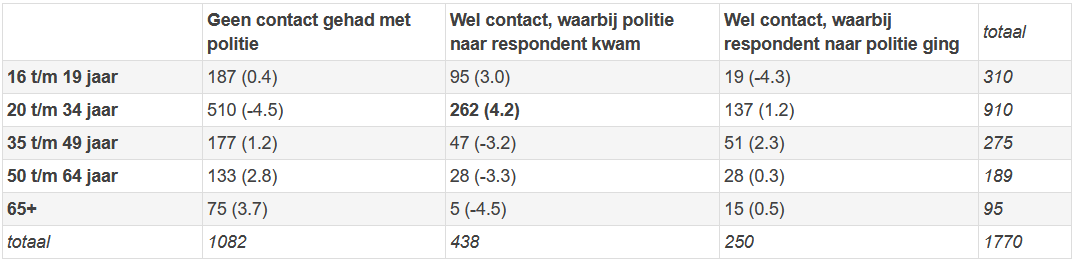 Geen contact gehad met politie | Wel contact, waarbij politie naar respondent kwam | Wel contact, waarbij respondent naar politie ging | totaal
16 t/m 19 jaar | 187 (0.4) | 95 (3.0) | 19 (-4.3) | 310
20 t/m 34 jaar | 510 (-4.5) | 262 (4.2) | 137 (1.2) | 910
35 t/m 49 jaar | 177 (1.2) | 47 (-3.2) | 51 (2.3) | 275
50 t/m 64 jaar | 133 (2.8) | 28 (-3.3) | 28 (0.3) | 189
65+ | 75 (3.7) | 5 (-4.5) | 15 (0.5) | 95
totaal | 1082 | 438 | 250 | 1770